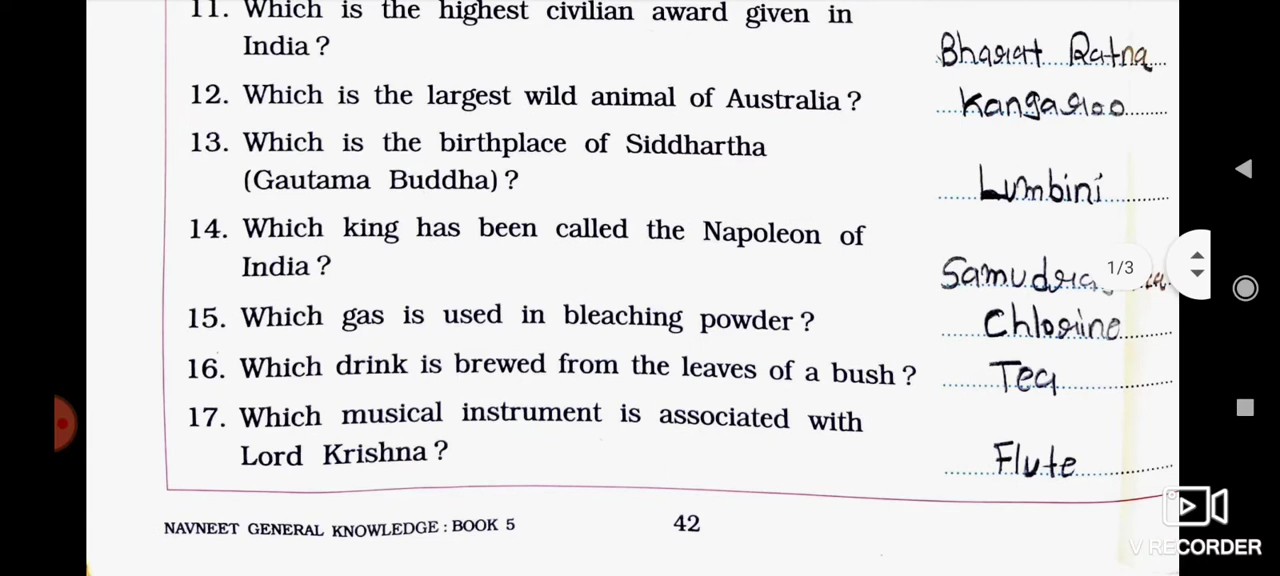 11. Which is the highest civilian award given in
India ?
Bharat Ratna
12. Which is the largest wild animal of Australia ?
Kangaroo
13. Which is the birthplace of Siddhartha
(Gautama Buddha) ?
Lumbini
14. Which king has been called the Napoleon of
India ?
1/3
15. Which gas is used in bleaching powder ?
Chlorine
16. Which drink is brewed from the leaves of a bush ?
Tea
17. Which musical instrument is associated with
Lord Krishna ?
Flute
NAVNEET GENERAL KNOWLEDGE : BOOK 5
42
V RECORDER